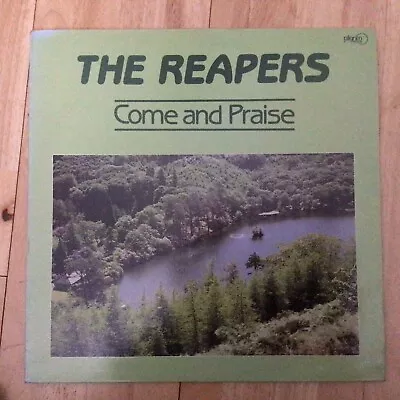 THE REAPERS
Come and Praise